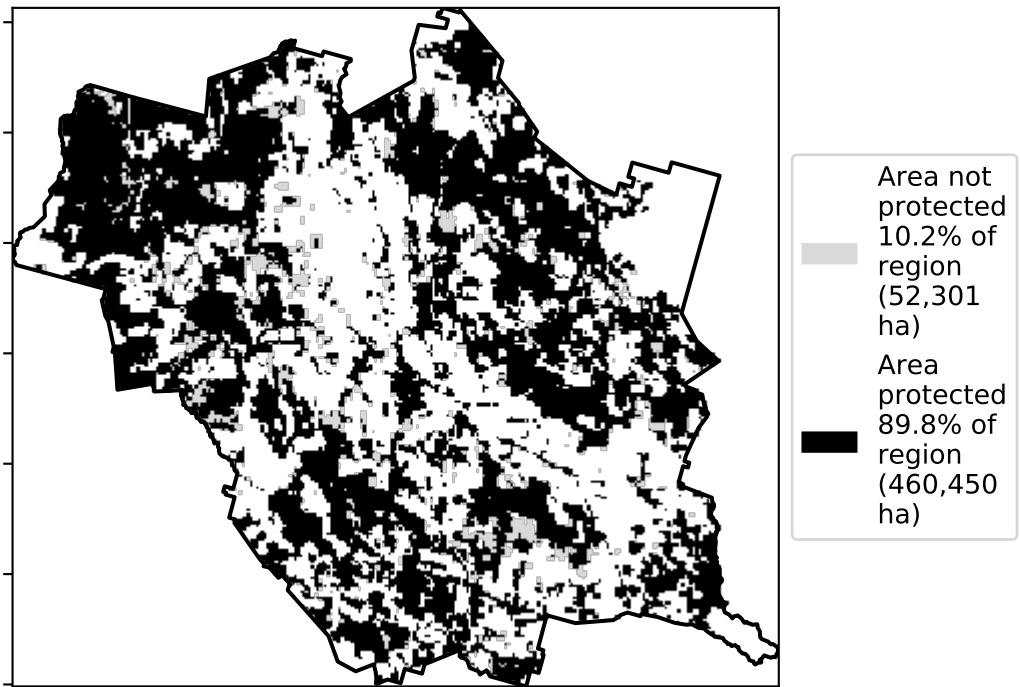 Area not
protected
10.2% of
region
(52,301
ha)
Area
protected
89.8% of
region
(460,450
ha)